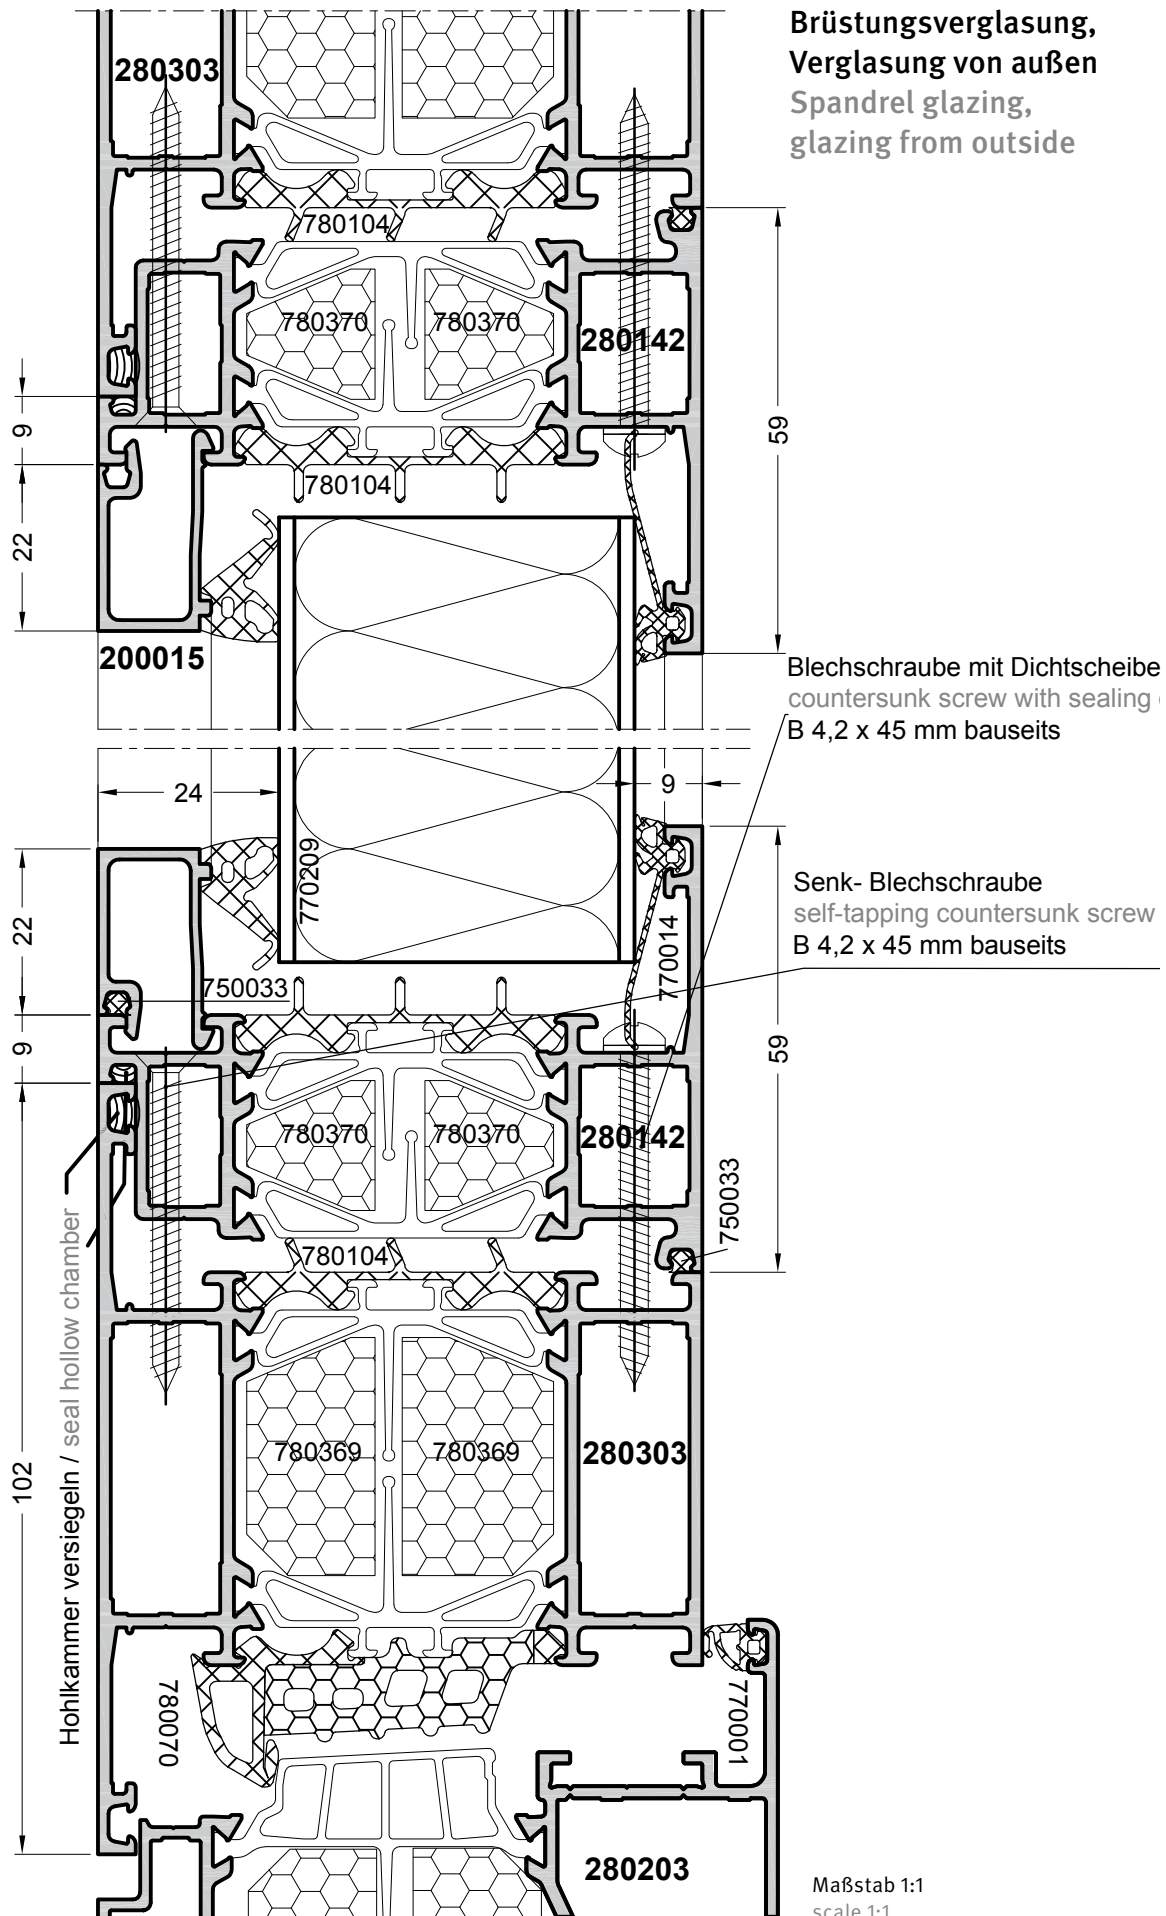 Brüstungsverglasung,
Verglasung von außen
Spandrel glazing,
glazing from outside
280303
780104
780370
780370
280142
9
59
780104
22
200015
Blechschraube mit Dichtscheibe
countersunk screw with sealing
B 4,2 x 45 mm bauseits
24
9
770209
Senk- Blechschraube
self-tapping countersunk screw
B 4,2 x 45 mm bauseits
22
770014
750033
9
59
780370
780370
280142
750033
780104
Hohlkammer versiegeln / seal hollow chamber
102
780369
780369
280303
780070
770001
280203
Maßstab 1:1
scale 1:1